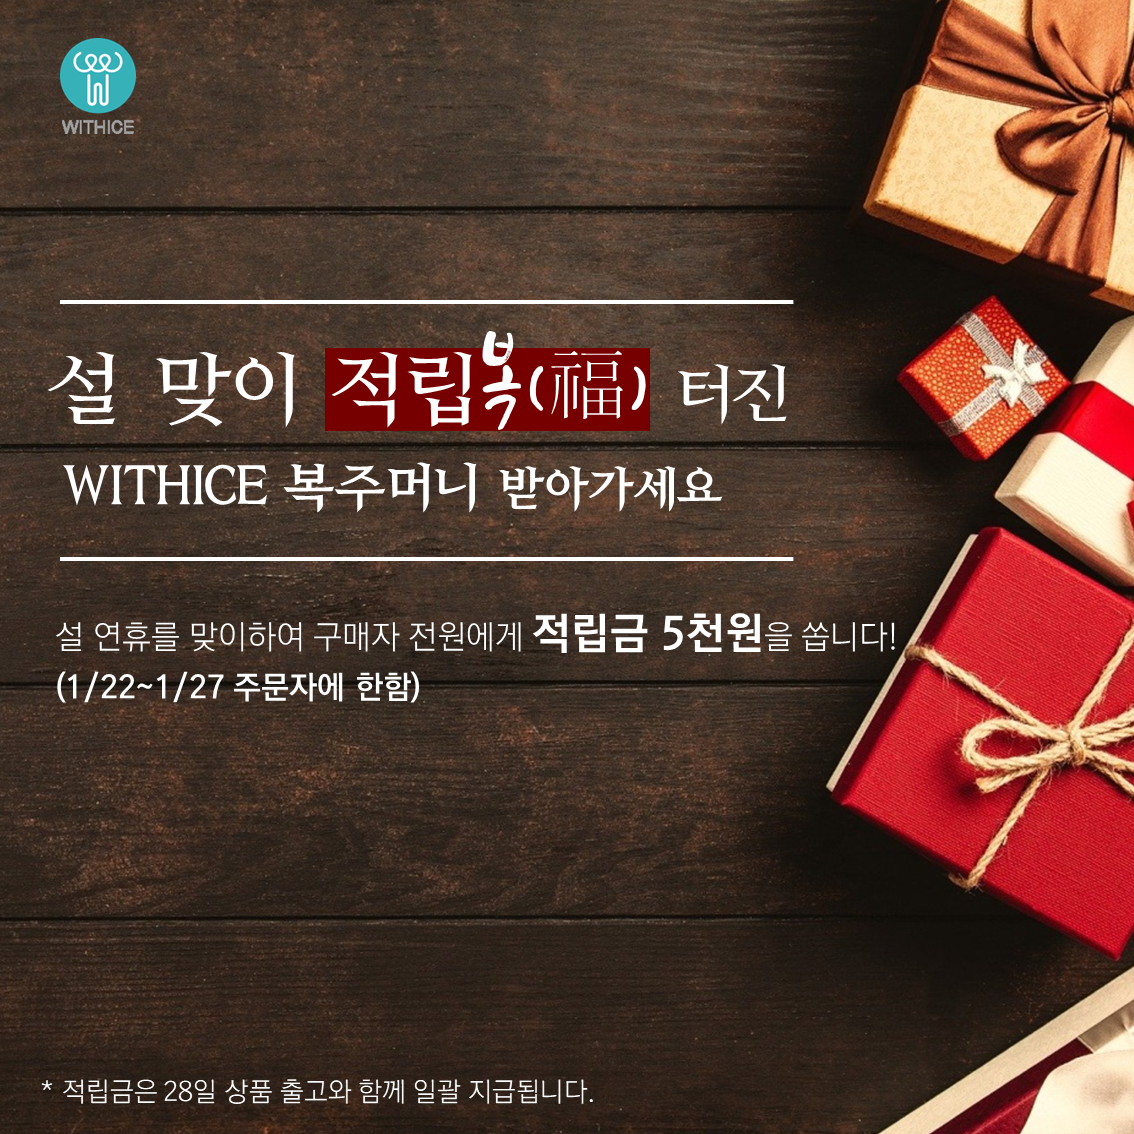 WITHICE
설 맞이 적립복(福) 터진
WITHICE 복주머니 받아가세요
설 연휴를 맞이하여 구매자 전원에게 적립금 5천원을 쏩니다!
(1/22~1/27 주문자에 한함)
* 적립금은 28일 상품 출고와 함께 일괄 지급됩니다.